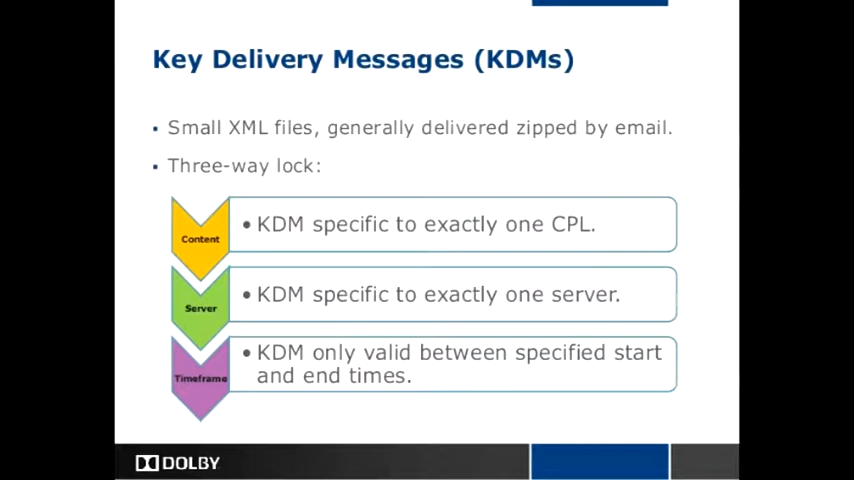 Key Delivery Messages (KDMs)
▪ Small XML files, generally delivered zipped by email.
▪ Three-way lock:
Content
• KDM specific to exactly one CPL.
Server
• KDM specific to exactly one server.
Timeframe
• KDM only valid between specified start
and end times.
DOLBY